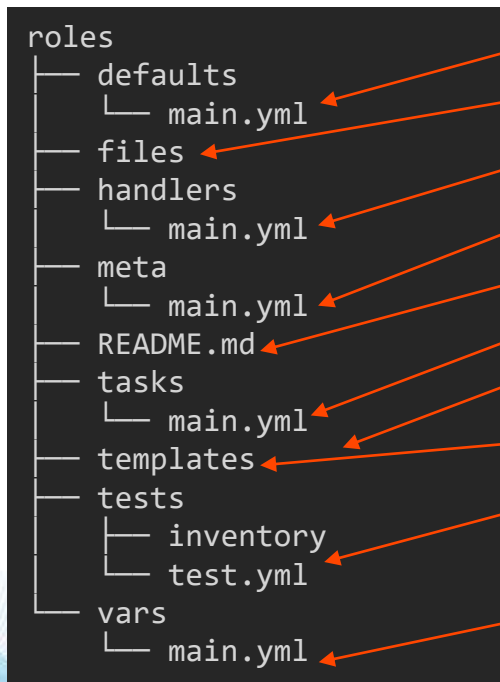 roles
├── defaults
│   └── main.yml
├── files
├── handlers
│   └── main.yml
├── meta
│   └── main.yml
├── README.md
├── tasks
│   └── main.yml
├── templates
├── tests
│   ├── inventory
│   └── test.yml
└── vars
    └── main.yml